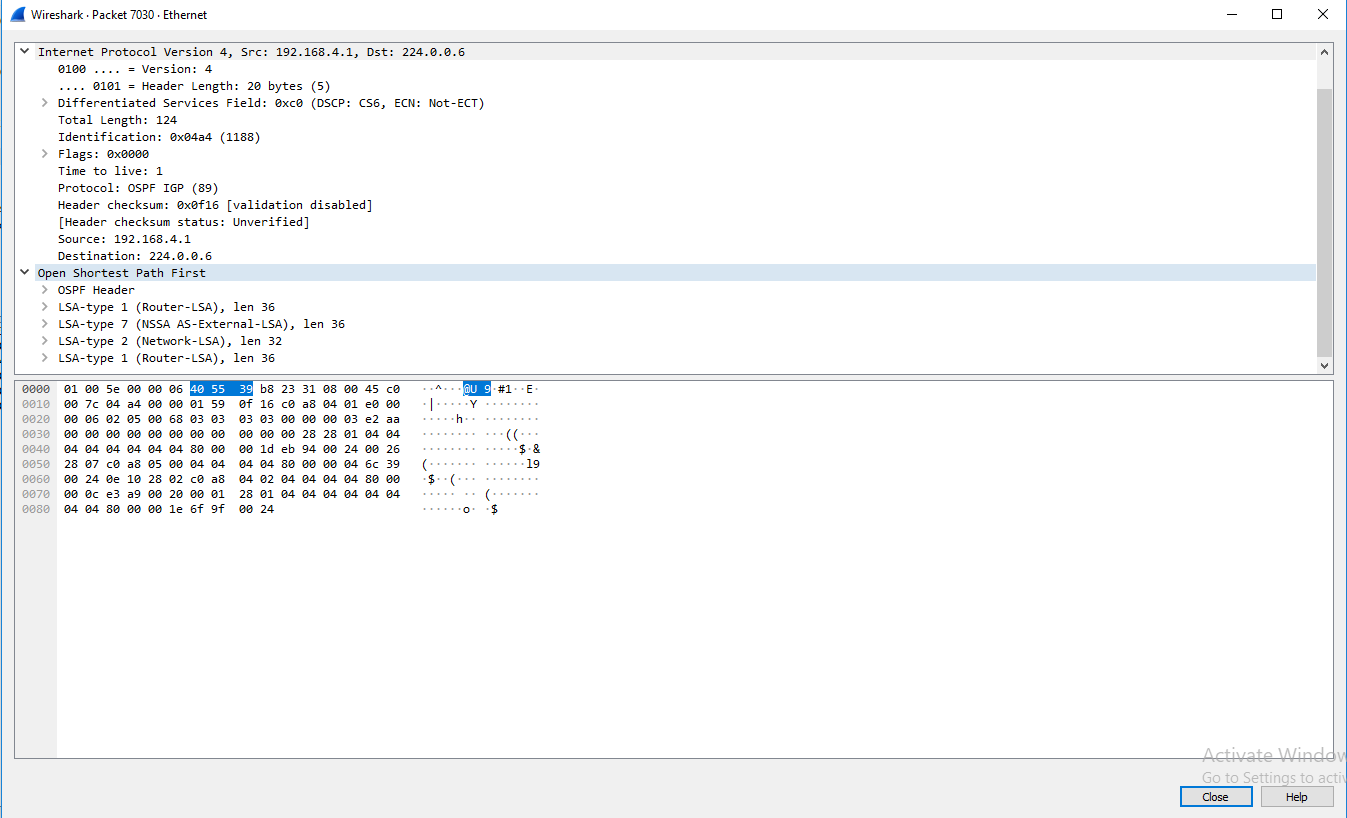 Wireshark · Packet 7030 · Ethernet
Internet Protocol Version 4, Src: 192.168.4.1, Dst: 224.0.0.6
0100 .... = Version: 4
.... 0101 = Header Length: 20 bytes (5)
Differentiated Services Field: 0xc0 (DSCP: CS6, ECN: Not-ECT)
Total Length: 124
Identification: 0x04a4 (1188)
Flags: 0x0000
Time to live: 1
Protocol: OSPF IGP (89)
Header checksum: 0x0f16 [validation disabled]
[Header checksum status: Unverified]
Source: 192.168.4.1
Destination: 224.0.0.6
Open Shortest Path First
OSPF Header
LSA-type 1 (Router-LSA), len 36
LSA-type 7 (NSSA AS-External-LSA), len 36
LSA-type 2 (Network-LSA), len 32
LSA-type 1 (Router-LSA), len 36
0000 01 00 5e 00 00 06 40 55 39 b8 23 31 08 00 45 c0 ··^···@U 9·#1··E·
0010 00 7c 04 a4 00 00 01 59 0f 16 c0 a8 04 01 e0 00 ·|·····Y ········
0020 00 06 02 05 00 68 03 03 03 03 00 00 00 03 e2 aa ·····h·· ········
0030 00 00 00 00 00 00 00 00 00 00 00 28 28 01 04 04 ········ ···((···
0040 04 04 04 04 04 04 80 00 00 1d eb 94 00 24 00 26 ········ ·····$·&
0050 28 07 c0 a8 05 00 04 04 04 04 80 00 00 04 6c 39 (······· ······l9
0060 00 24 0e 10 28 02 c0 a8 04 02 04 04 04 04 80 00 ·$··(··· ········
0070 00 0c e3 a9 00 20 00 01 28 01 04 04 04 04 04 04 ····· ·· (·······
0080 04 04 80 00 00 1e 6f 9f 00 24 ······o· ·$
Activate Window
Go to Settings to activ
Close Help